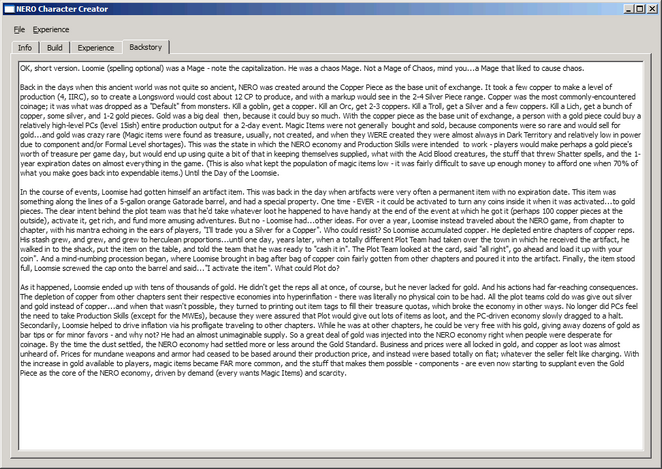 NERO Character Creator
File Experience
Info Build Experience Backstory
OK, short version. Loomie (spelling optional) was a Mage - note the capitalization. He was a chaos Mage. Not a Mage of Chaos, mind you...a Mage that liked to cause chaos.
Back in the days when this ancient world was not quite so ancient, NERO was created around the Copper Piece as the base unit of exchange. It took a few copper to make a level of
production (4, IIRC), so to create a Longsword would cost about 12 CP to produce, and with a markup would see in the 2-4 Silver Piece range. Copper was the most commonly-encountered
coinage; it was what was dropped as a "Default" from monsters. Kill a goblin, get a copper. Kill an Orc, get 2-3 coppers. Kill a Troll, get a Silver and a few coppers. Kill a Lich, get a bunch of
copper, some silver, and 1-2 gold pieces. Gold was a big deal then, because it could buy so much. With the copper piece as the base unit of exchange, a person with a gold piece could buy a
relatively high-level PCs (level 15ish) entire production output for a 2-day event. Magic Items were not generally bought and sold, because components were so rare and would sell for
gold...and gold was crazy rare (Magic items were found as treasure, usually, not created, and when they WERE created they were almost always in Dark Territory and relatively low in power
due to component and/or Formal Level shortages). This was the state in which the NERO economy and Production Skills were intended to work - players would make perhaps a gold piece's
worth of treasure per game day, but would end up using quite a bit of that in keeping themselves supplied, what with the Acid Blood creatures, the stuff that threw Shatter spells, and the 1-
year expiration dates on almost everything in the game. (This is also what kept the population of magic items low - it was fairly difficult to save up enough money to afford one when 70% of
what you make goes back into expendable items.) Until the Day of the Loomsie.
In the course of events, Loomsie had gotten himself an artifact item. This was back in the day when artifacts were very often a permanent item with no expiration date. This item was
something along the lines of a 5-gallon orange Gatorade barrel, and had a special property. One time - EVER - it could be activated to turn any coins inside it when it was activated...to gold
pieces. The clear intent behind the plot team was that he'd take whatever loot he happened to have handy at the end of the event at which he got it (perhaps 100 copper pieces at the
outside), activate it, get rich, and fund more amusing adventures. But no - Loomsie had...other ideas. For over a year, Loomsie instead traveled about the NERO game, from chapter to
chapter, with his mantra echoing in the ears of players, "I'll trade you a Silver for a Copper". Who could resist? So Loomsie accumulated copper. He depleted entire chapters of copper reps.
His stash grew, and grew, and grew to herculean proportions...until one day, years later, when a totally different Plot Team had taken over the town in which he received the artifact, he
walked in to the shack, put the item on the table, and told the team that he was ready to "cash it in". The Plot Team looked at the card, said "all right", go ahead and load it up with your
coin". And a mind-numbing procession began, where Loomsie brought in bag after bag of copper coin fairly gotten from other chapters and poured it into the artifact. Finally, the item stood
full, Loomsie screwed the cap onto the barrel and said..."I activate the item". What could Plot do?
As it happened, Loomsie ended up with tens of thousands of gold. He didn't get the reps all at once, of course, but he never lacked for gold. And his actions had far-reaching consequences.
The depletion of copper from other chapters sent their respective economies into hyperinflation - there was literally no physical coin to be had. All the plot teams cold do was give out silver
and gold instead of copper...and when that wasn't possible, they turned to printing out item tags to fill their treasure quotas, which broke the economy in other ways. No longer did PCs feel
the need to take Production Skills (except for the MWEs), because they were assured that Plot would give out lots of items as loot, and the PC-driven economy slowly dragged to a halt.
Secondarily, Loomsie helped to drive inflation via his profligate traveling to other chapters. While he was at other chapters, he could be very free with his gold, giving away dozens of gold as
bar tips or for minor favors - and why not? He had an almost unimaginable supply. So a great deal of gold was injected into the NERO economy right when people were desperate for
coinage. By the time the dust settled, the NERO economy had settled more or less around the Gold Standard. Business and prices were all locked in gold, and copper as loot was almost
unheard of. Prices for mundane weapons and armor had ceased to be based around their production price, and instead were based totally on fiat; whatever the seller felt like charging. With
the increase in gold available to players, magic items became FAR more common, and the stuff that makes them possible - components - are even now starting to supplant even the Gold
Piece as the core of the NERO economy, driven by demand (every wants Magic Items) and scarcity.